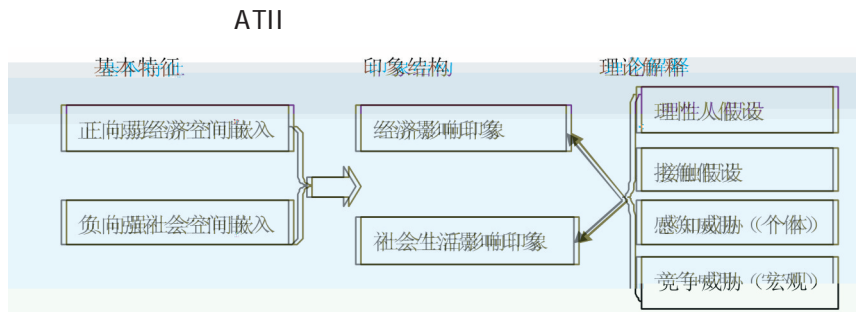 ATII
基本特征
印象结构
理论解释
正向弱经济空间嵌入
负向强社会空间嵌入
经济影响印象
社会生活影响印象
理性人假设
接触假设
感知威胁（个体）
竞争威胁（宏观）